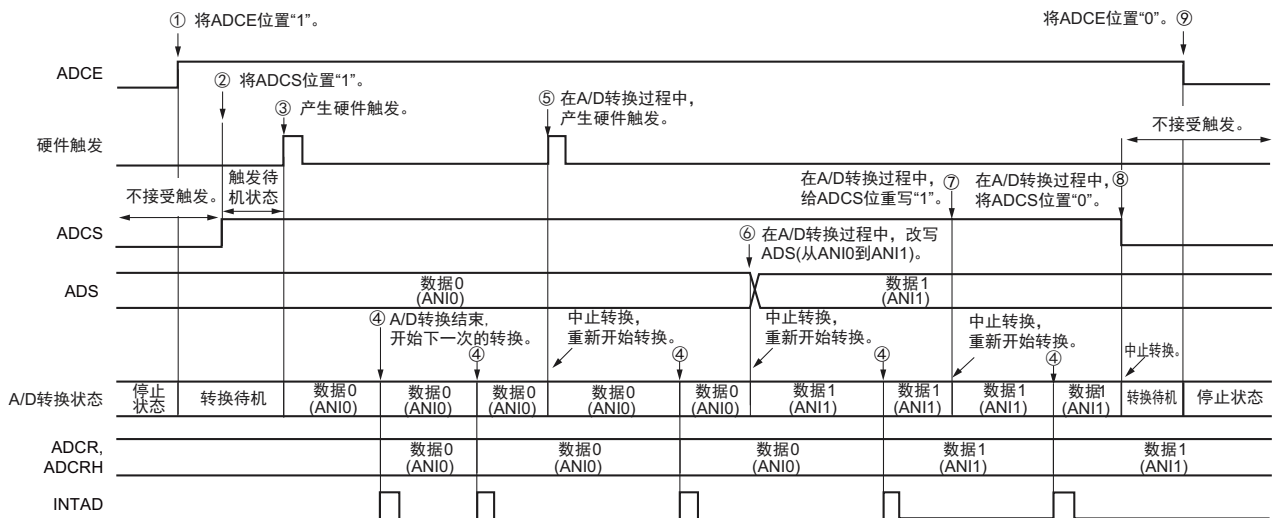 ① 将ADCE位置“1”。
将ADCE位置“0”。⑨
ADCE
② 将ADCS位置“1”。
③ 产生硬件触发。
⑤ 在A/D转换过程中，
产生硬件触发。
不接受触发。
硬件触发
不接受触发。
触发待
机状态
在A/D转换过程中，⑦
给ADCS位重写“1”。
在A/D转换过程中，⑧
将ADCS位置“0”。
ADCS
⑥ 在A/D转换过程中，改写
ADS(从ANI0到ANI1)。
ADS
数据0
(ANI0)
数据1
(ANI1)
④ A/D转换结束,
开始下一次的转换。
④
中止转换，
重新开始转换。
④
中止转换，
重新开始转换。
④
中止转换，
重新开始转换。
④
中止转换。
A/D转换状态
停止
状态
转换待机
数据0
(ANI0)
数据0
(ANI0)
数据0
(ANI0)
数据0
(ANI0)
数据0
(ANI0)
数据1
(ANI1)
数据1
(ANI1)
数据1
(ANI1)
数据1
(ANI1)
转换待机
停止状态
ADCR,
ADCRH
数据0
(ANI0)
数据0
(ANI0)
数据0
(ANI0)
数据1
(ANI1)
数据1
(ANI1)
INTAD